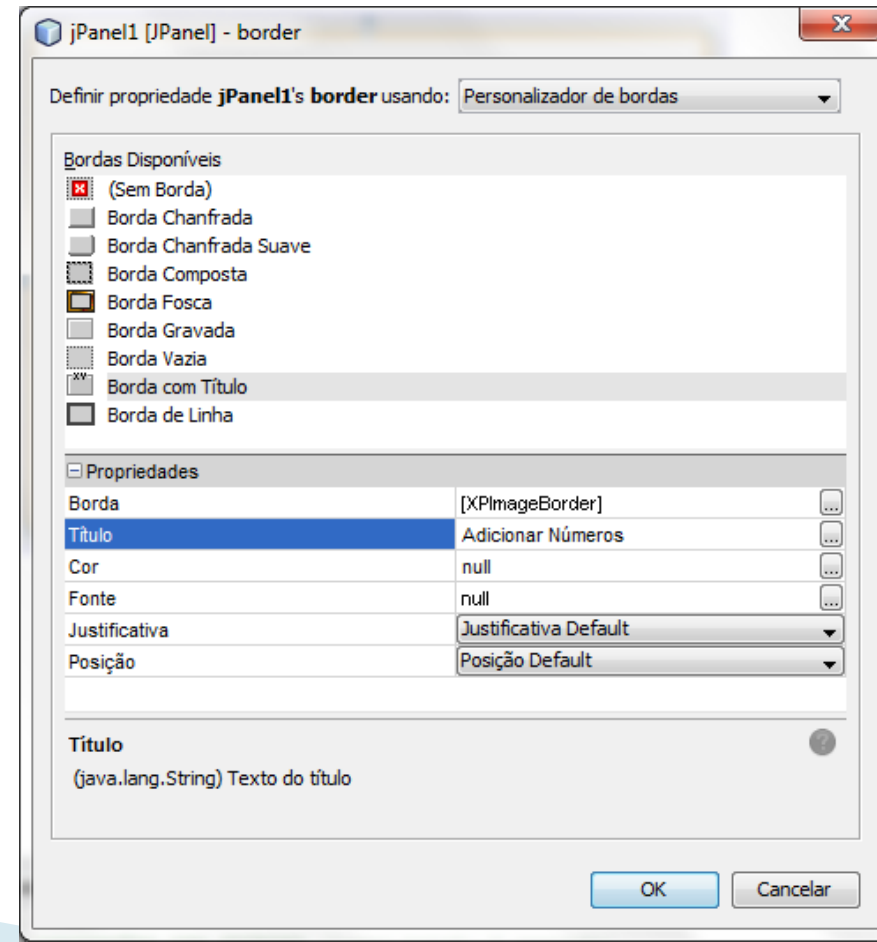 jPanel1 [JPanel] - border
Definir propriedade jPanel1's border usando: Personalizador de bordas
Bordas Disponíveis
(Sem Borda)
Borda Chanfrada
Borda Chanfrada Suave
Borda Composta
Borda Fosca
Borda Gravada
Borda Vazia
XY Borda com Título
Borda de Linha
Propriedades
Borda [XPImageBorder] ...
Título Adicionar Números ...
Cor null ...
Fonte null ...
Justificativa Justificativa Default
Posição Posição Default
Título ?
(java.lang.String) Texto do título
OK Cancelar